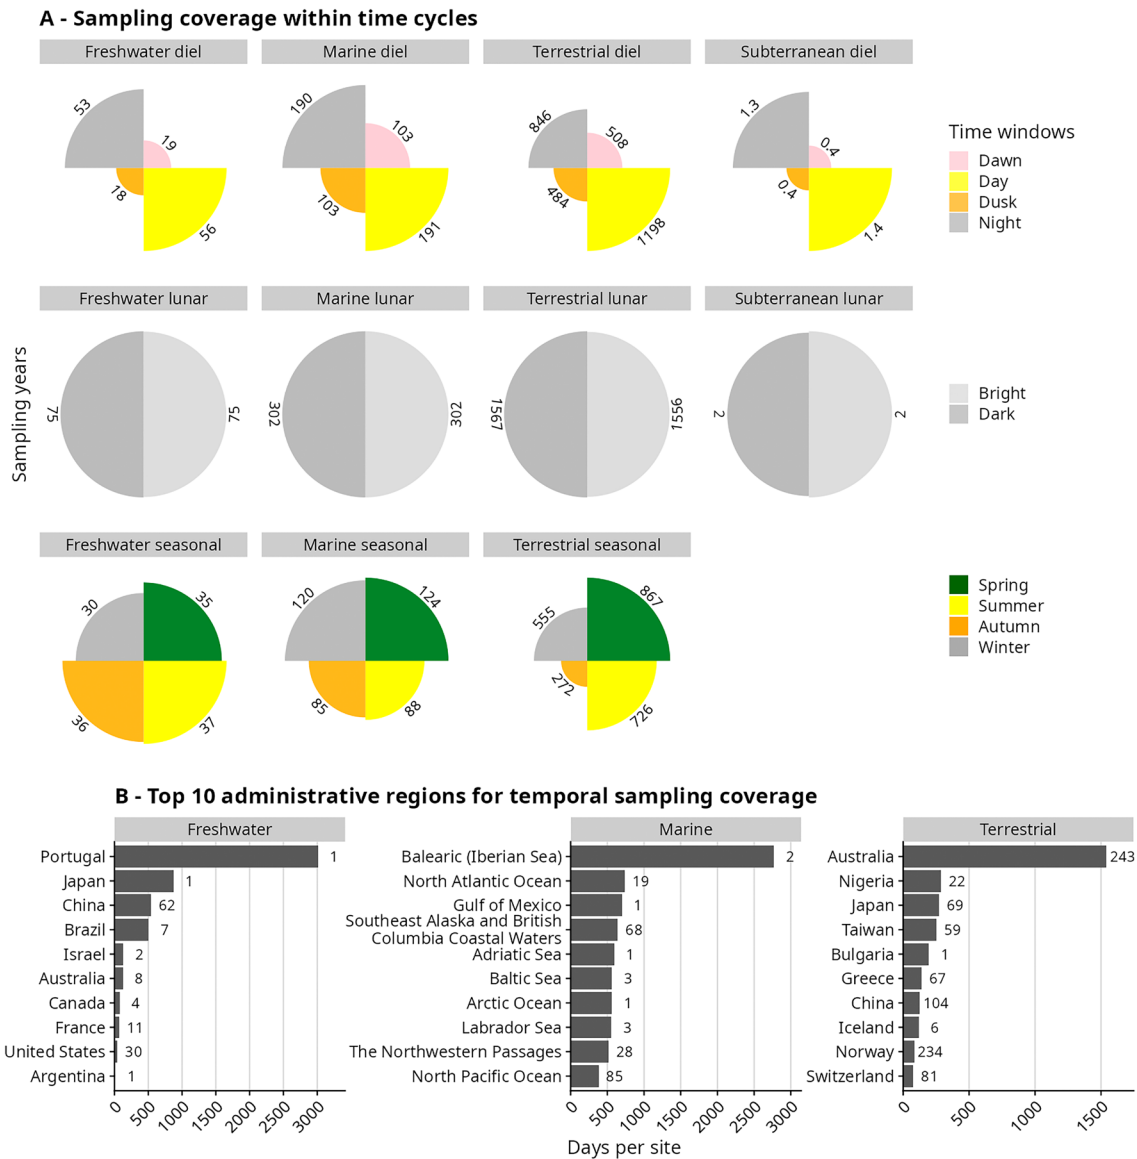 A - Sampling coverage within time cycles
Freshwater diel
Marine diel
Terrestrial diel
Subterranean diel
53
19
18
56
190
103
103
191
846
508
484
1198
1.3
0.4
0.4
1.4
Time windows
Dawn
Day
Dusk
Night
Freshwater lunar
Marine lunar
Terrestrial lunar
Subterranean lunar
Sampling years
75
75
302
302
1567
1556
2
2
Bright
Dark
Freshwater seasonal
Marine seasonal
Terrestrial seasonal
30
35
36
37
120
124
85
88
555
867
272
726
Spring
Summer
Autumn
Winter
B - Top 10 administrative regions for temporal sampling coverage
Freshwater
Portugal 1
Japan 1
China 62
Brazil 7
Israel 2
Australia 8
Canada 4
France 11
United States 30
Argentina 1
0 500 1000 1500 2000 2500 3000
Marine
Balearic (Iberian Sea) 2
North Atlantic Ocean 19
Gulf of Mexico 1
Southeast Alaska and British
Columbia Coastal Waters 68
Adriatic Sea 1
Baltic Sea 3
Arctic Ocean 1
Labrador Sea 3
The Northwestern Passages 28
North Pacific Ocean 85
0 500 1000 1500 2000 2500 3000
Terrestrial
Australia 243
Nigeria 22
Japan 69
Taiwan 59
Bulgaria 1
Greece 67
China 104
Iceland 6
Norway 234
Switzerland 81
0 500 1000 1500
Days per site